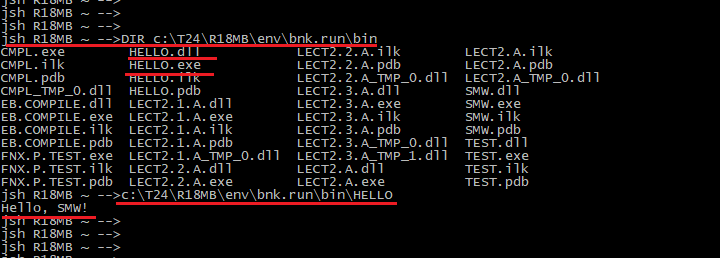 jsh R18MB ~ -->
jsh R18MB ~ -->
jsh R18MB ~ -->
jsh R18MB ~ -->DIR c:\T24\R18MB\env\bnk.run\bin
CMPL.exe HELLO.dll LECT2.2.A.ilk LECT2.A.ilk
CMPL.ilk HELLO.exe LECT2.2.A.pdb LECT2.A.pdb
CMPL.pdb HELLO.ilk LECT2.2.A_TMP_0.dll LECT2.A_TMP_0.dll
CMPL_TMP_0.dll HELLO.pdb LECT2.3.A.dll SMW.dll
EB.COMPILE.dll LECT2.1.A.dll LECT2.3.A.exe SMW.exe
EB.COMPILE.exe LECT2.1.A.exe LECT2.3.A.ilk SMW.ilk
EB.COMPILE.ilk LECT2.1.A.ilk LECT2.3.A.pdb SMW.pdb
EB.COMPILE.pdb LECT2.1.A.pdb LECT2.3.A_TMP_0.dll TEST.dll
FNX.P.TEST.exe LECT2.1.A_TMP_0.dll LECT2.3.A_TMP_1.dll TEST.exe
FNX.P.TEST.ilk LECT2.2.A.dll LECT2.A.dll TEST.ilk
FNX.P.TEST.pdb LECT2.2.A.exe LECT2.A.exe TEST.pdb
jsh R18MB ~ -->c:\T24\R18MB\env\bnk.run\bin\HELLO
Hello, SMW!
jsh R18MB ~ -->
jsh R18MB ~ -->
jsh R18MB ~ -->